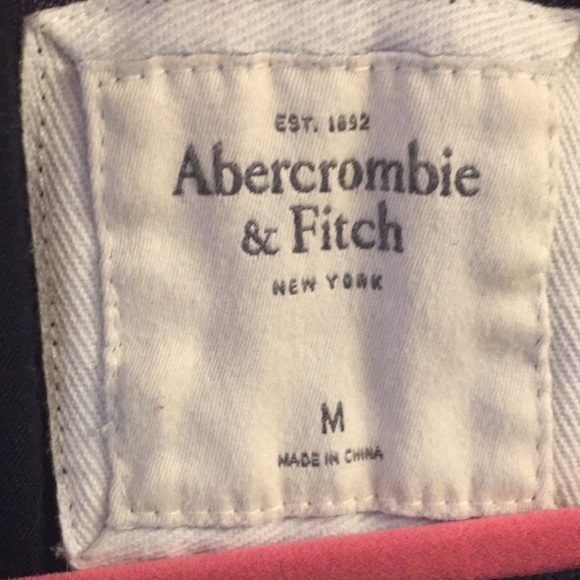 EST. 1892
Abercrombie
& Fitch
NEW YORK
M
MADE IN CHINA